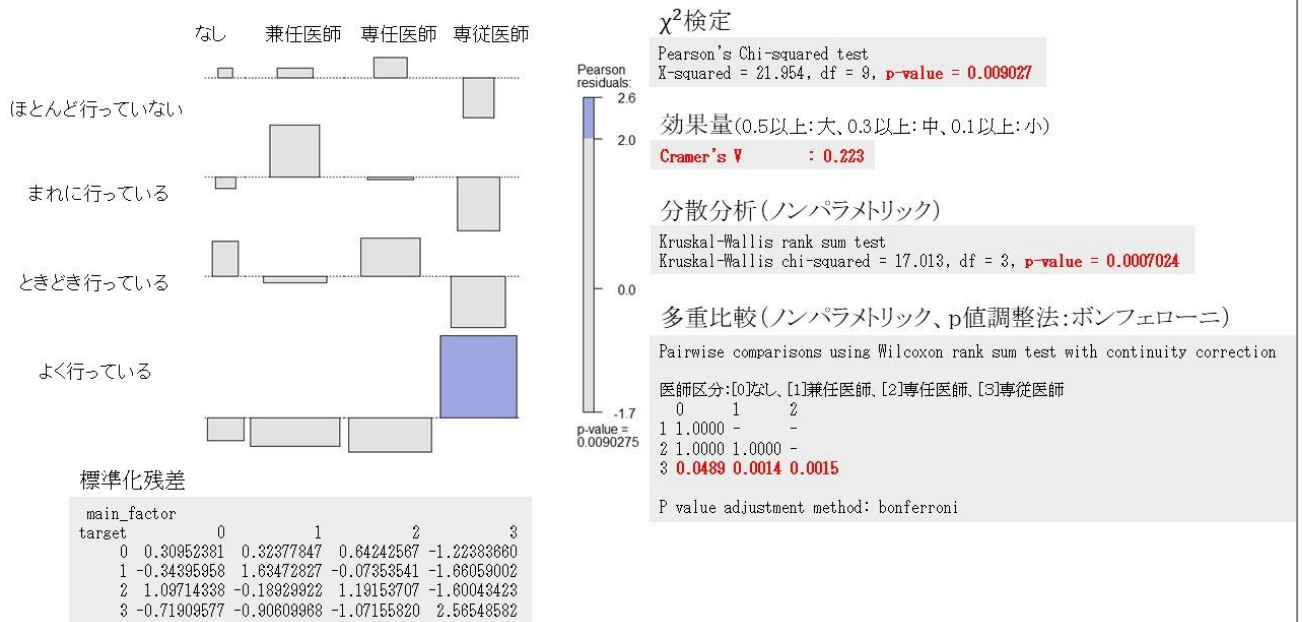 なし 兼任医師 専任医師 専従医師
ほとんど行っていない
まれに行っている
ときどき行っている
よく行っている
Pearson
residuals:
2.6
2.0
0.0
-1.7
p-value =
0.0090275
標準化残差
main_factor
target 0 1 2 3
0 0.30952381 0.32377847 0.64242567 -1.22383660
1 -0.34395958 1.63472827 -0.07353541 -1.66059002
2 1.09714338 -0.18929922 1.19153707 -1.60043423
3 -0.71909577 -0.90609968 -1.07155820 2.56548582
χ²検定
Pearson's Chi-squared test
X-squared = 21.954, df = 9, p-value = 0.009027
効果量(0.5以上:大、0.3以上:中、0.1以上:小)
Cramer's V : 0.223
分散分析(ノンパラメトリック)
Kruskal-Wallis rank sum test
Kruskal-Wallis chi-squared = 17.013, df = 3, p-value = 0.0007024
多重比較(ノンパラメトリック、p値調整法:ボンフェローニ)
Pairwise comparisons using Wilcoxon rank sum test with continuity correction
医師区分:[0]なし、[1]兼任医師、[2]専任医師、[3]専従医師
0 1 2
1 1.0000 - -
2 1.0000 1.0000 -
3 0.0489 0.0014 0.0015
P value adjustment method: bonferroni